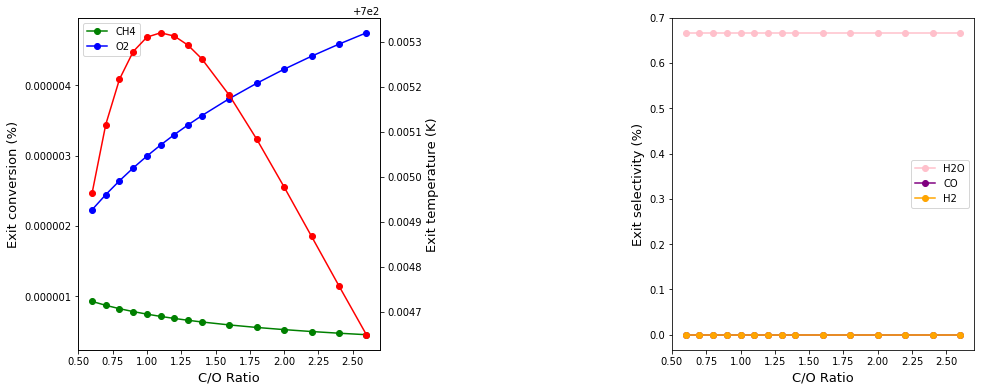 +7e2
CH4
O2
0.000004
0.000003
0.000002
0.000001
Exit conversion (%)
0.0053
0.0052
0.0051
0.0050
0.0049
0.0048
0.0047
Exit temperature (K)
0.50 0.75 1.00 1.25 1.50 1.75 2.00 2.25 2.50
C/O Ratio
0.7
0.6
0.5
0.4
0.3
0.2
0.1
0.0
Exit selectivity (%)
H2O
CO
H2
0.50 0.75 1.00 1.25 1.50 1.75 2.00 2.25 2.50
C/O Ratio